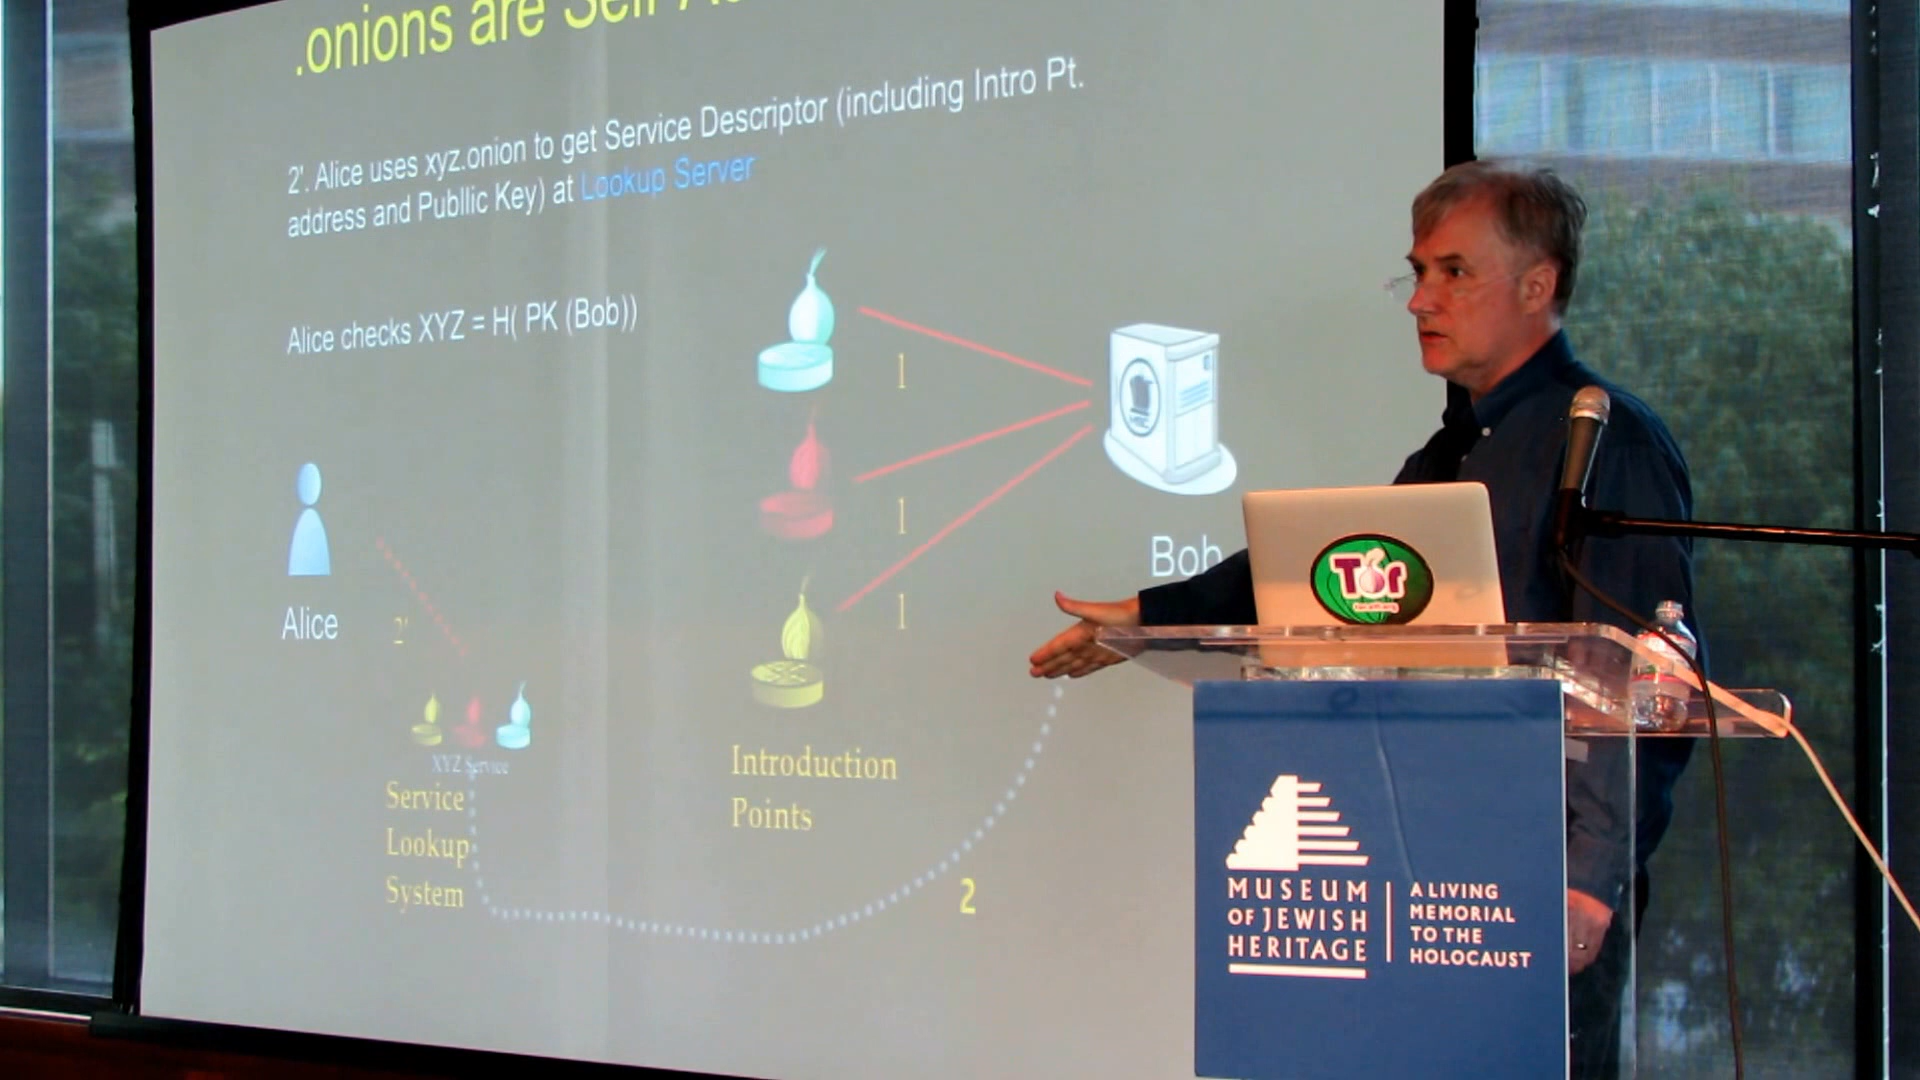 .onions are Self
2'. Alice uses xyz.onion to get Service Descriptor (including Intro Pt.
address and Publlic Key) at Lookup Server
Alice checks XYZ = H( PK (Bob))
1
1
1
Bob
Alice
2'
XYZ Service
Service
Lookup
System
Introduction
Points
2
Tor
MUSEUM
OF JEWISH
HERITAGE
A LIVING
MEMORIAL
TO THE
HOLOCAUST